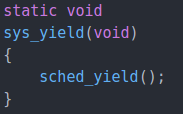 static void
sys_yield(void)
{
    sched_yield();
}